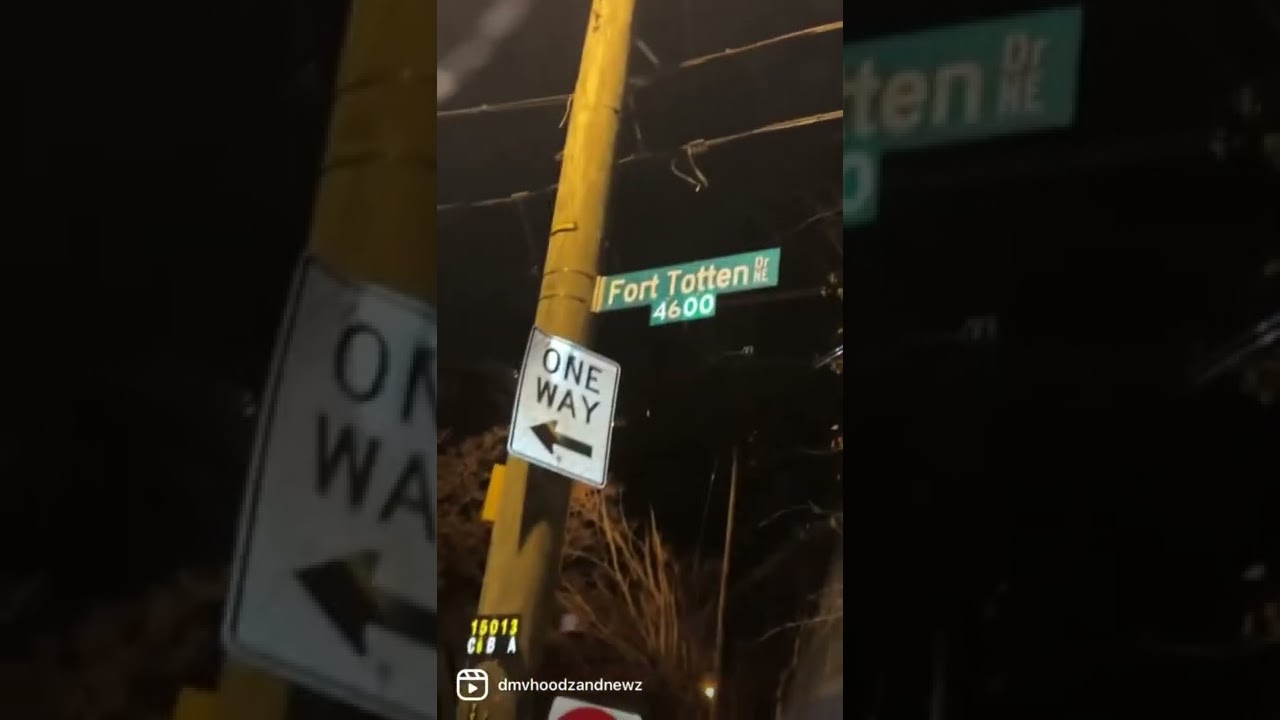 Fort Totten Dr NE
4600
ONE
WAY
15013
C B A
dmvhoodzandnewz